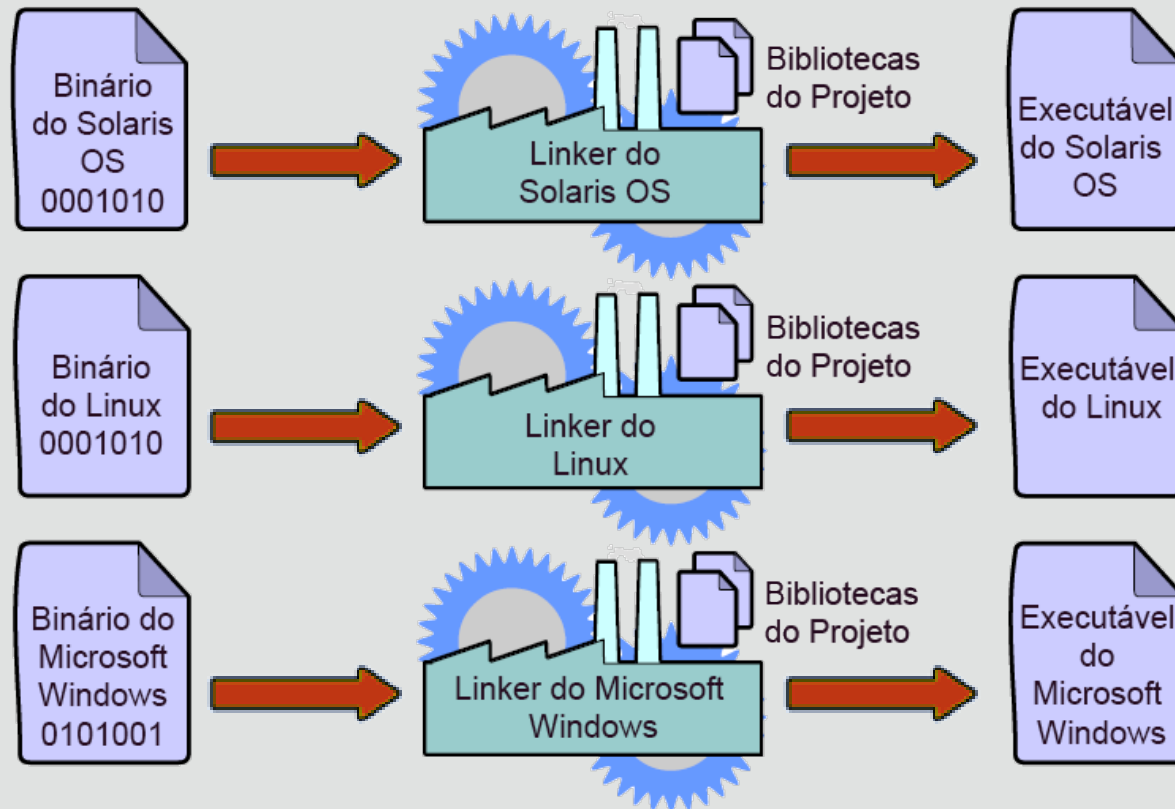 Binário
do Solaris
OS
0001010
Linker do
Solaris OS
Bibliotecas
do Projeto
Executável
do Solaris
OS
Binário
do Linux
0001010
Linker do
Linux
Bibliotecas
do Projeto
Executável
do Linux
Binário do
Microsoft
Windows
0101001
Linker do Microsoft
Windows
Bibliotecas
do Projeto
Executável
do
Microsoft
Windows